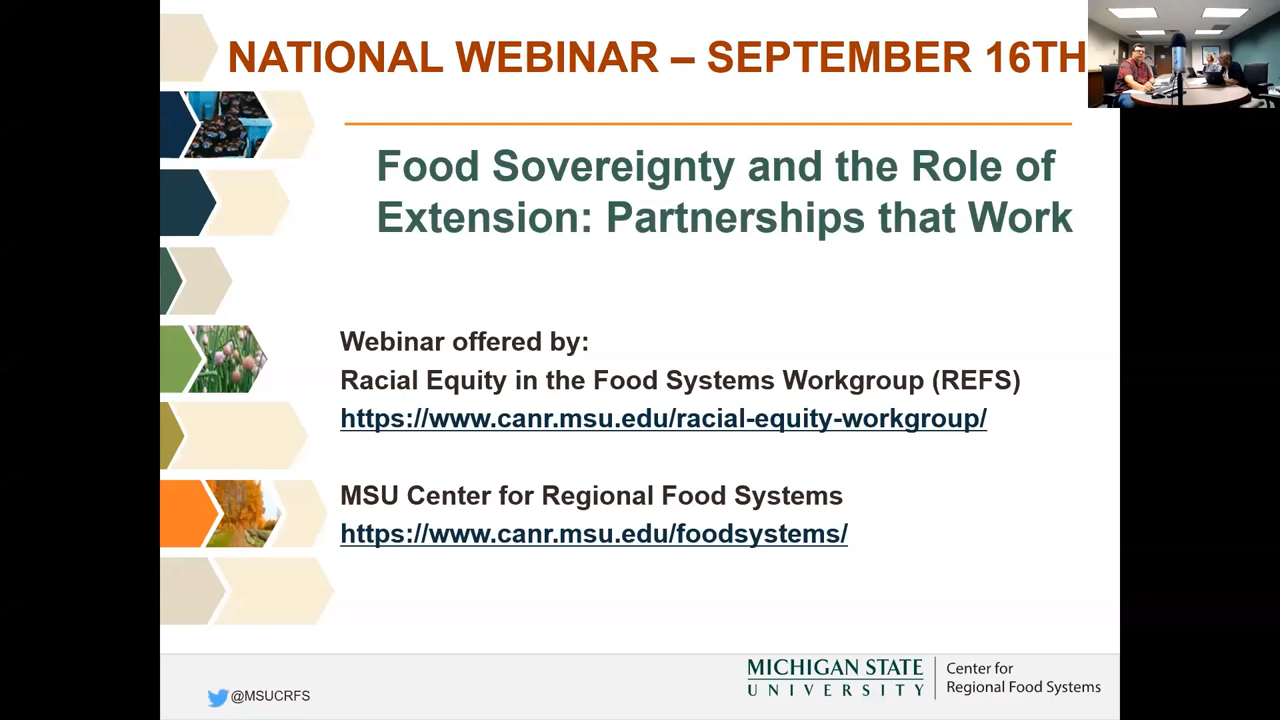 NATIONAL WEBINAR – SEPTEMBER 16TH
Food Sovereignty and the Role of
Extension: Partnerships that Work
Webinar offered by:
Racial Equity in the Food Systems Workgroup (REFS)
https://www.canr.msu.edu/racial-equity-workgroup/
MSU Center for Regional Food Systems
https://www.canr.msu.edu/foodsystems/
@MSUCRFS
MICHIGAN STATE
UNIVERSITY
Center for
Regional Food Systems